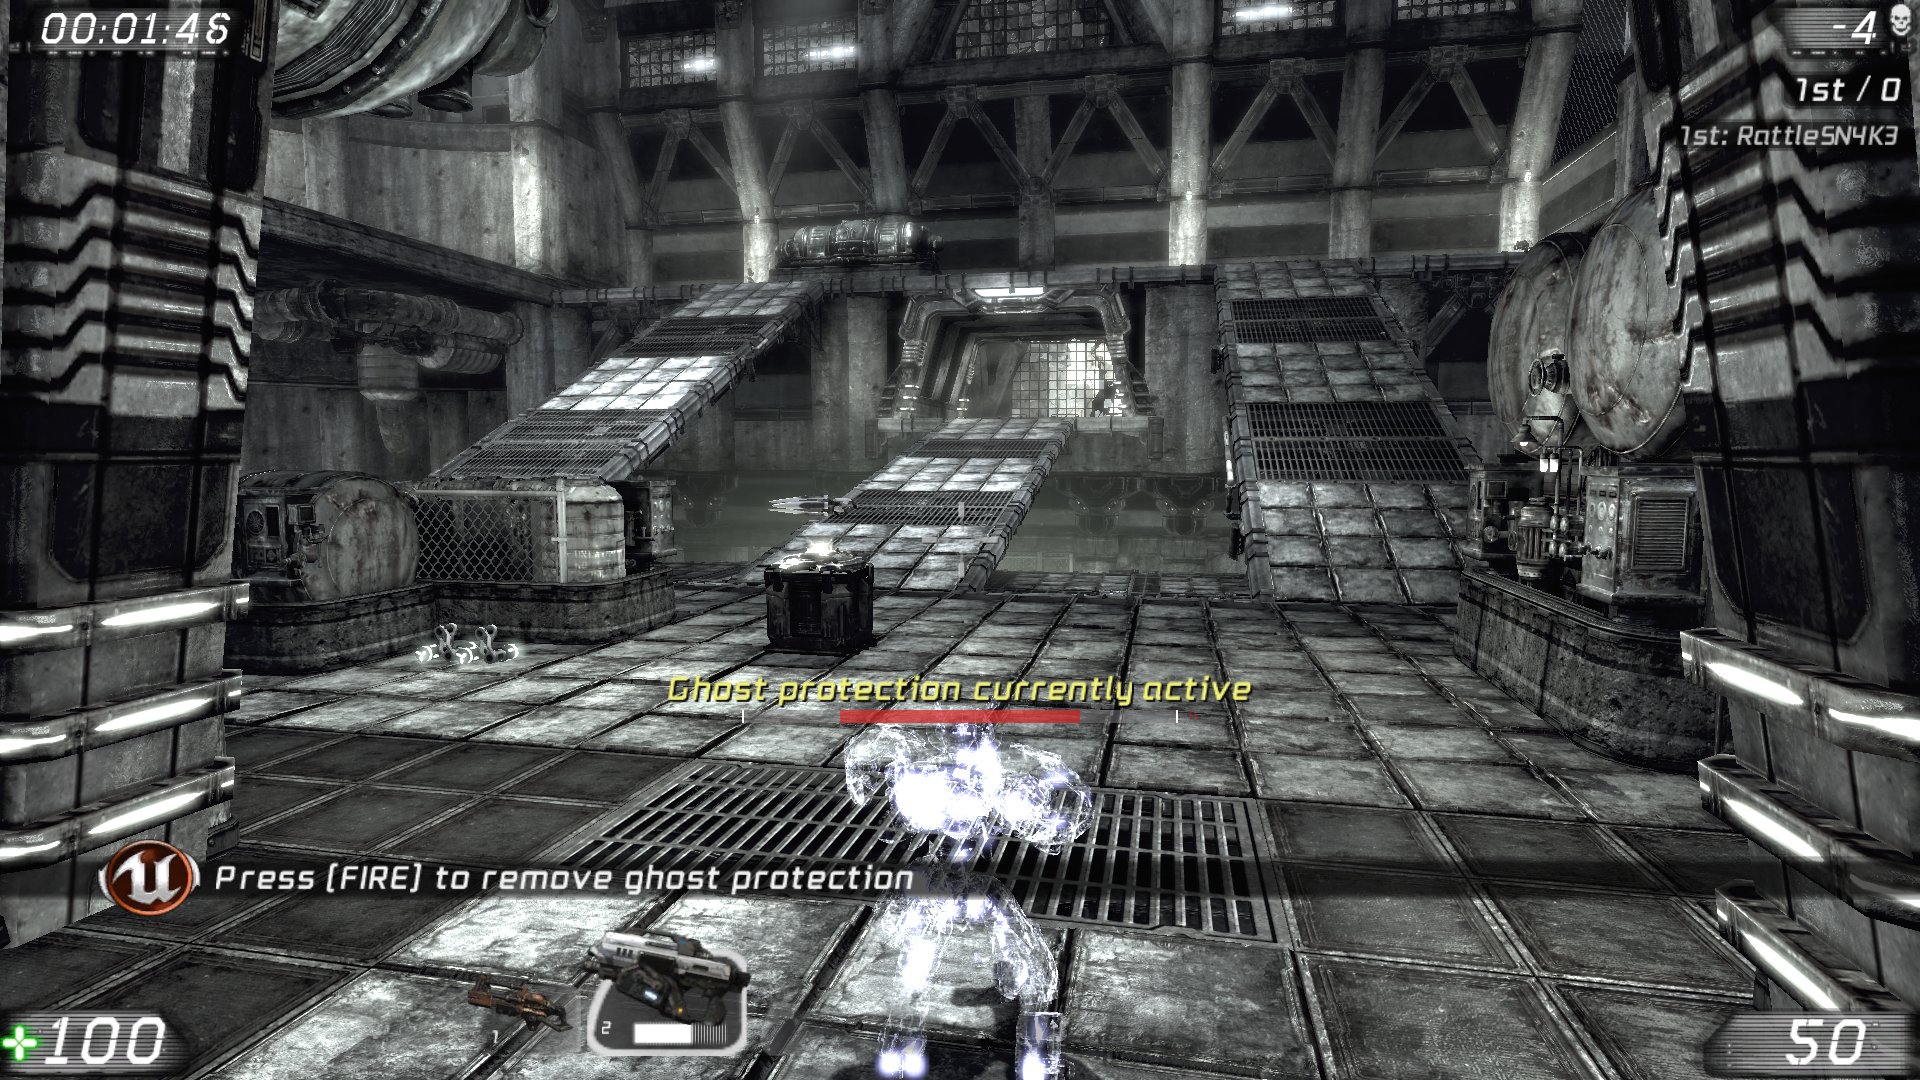 00:01:48
-4
1st / 0
1st: RattleSN4K3
Ghost protection currently active
Press [FIRE] to remove ghost protection
1
2
100
50